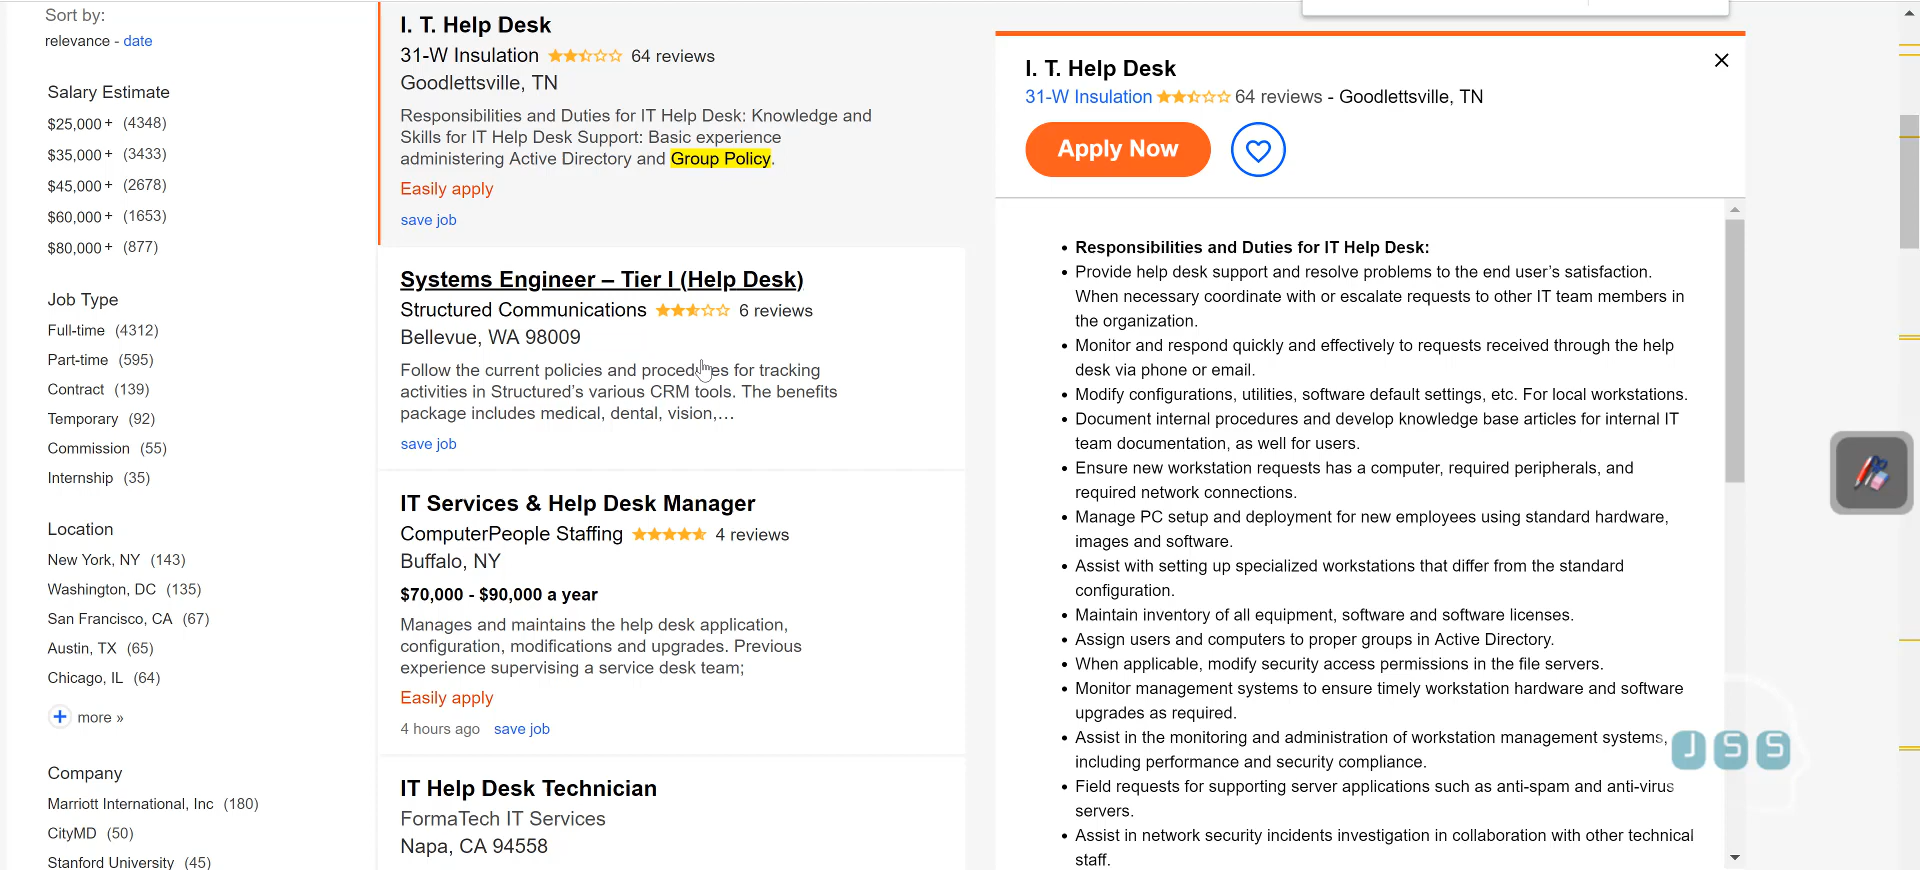 Sort by:
relevance - date
Salary Estimate
$25,000+ (4348)
$35,000+ (3433)
$45,000+ (2678)
$60,000+ (1653)
$80,000+ (877)
Job Type
Full-time (4312)
Part-time (595)
Contract (139)
Temporary (92)
Commission (55)
Internship (35)
Location
New York, NY (143)
Washington, DC (135)
San Francisco, CA (67)
Austin, TX (65)
Chicago, IL (64)
more »
Company
Marriott International, Inc (180)
CityMD (50)
Stanford University (45)
I. T. Help Desk
31-W Insulation 64 reviews
Goodlettsville, TN
Responsibilities and Duties for IT Help Desk: Knowledge and
Skills for IT Help Desk Support: Basic experience
administering Active Directory and Group Policy.
Easily apply
save job
Systems Engineer – Tier I (Help Desk)
Structured Communications 6 reviews
Bellevue, WA 98009
Follow the current policies and procedures for tracking
activities in Structured's various CRM tools. The benefits
package includes medical, dental, vision,...
save job
IT Services & Help Desk Manager
ComputerPeople Staffing 4 reviews
Buffalo, NY
$70,000 - $90,000 a year
Manages and maintains the help desk application,
configuration, modifications and upgrades. Previous
experience supervising a service desk team;
Easily apply
4 hours ago save job
IT Help Desk Technician
FormaTech IT Services
Napa, CA 94558
I. T. Help Desk
31-W Insulation 64 reviews - Goodlettsville, TN
Apply Now
• Responsibilities and Duties for IT Help Desk:
• Provide help desk support and resolve problems to the end user's satisfaction.
When necessary coordinate with or escalate requests to other IT team members in
the organization.
• Monitor and respond quickly and effectively to requests received through the help
desk via phone or email.
• Modify configurations, utilities, software default settings, etc. For local workstations.
• Document internal procedures and develop knowledge base articles for internal IT
team documentation, as well for users.
• Ensure new workstation requests has a computer, required peripherals, and
required network connections.
• Manage PC setup and deployment for new employees using standard hardware,
images and software.
• Assist with setting up specialized workstations that differ from the standard
configuration.
• Maintain inventory of all equipment, software and software licenses.
• Assign users and computers to proper groups in Active Directory.
• When applicable, modify security access permissions in the file servers.
• Monitor management systems to ensure timely workstation hardware and software
upgrades as required.
• Assist in the monitoring and administration of workstation management systems,
including performance and security compliance.
• Field requests for supporting server applications such as anti-spam and anti-virus
servers.
• Assist in network security incidents investigation in collaboration with other technical
staff.
JSS